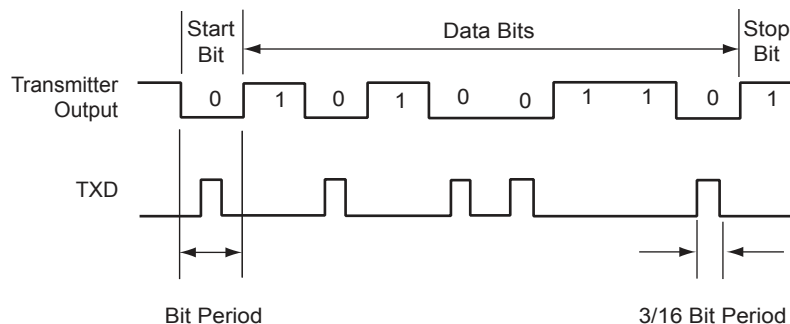 Start
Bit
Data Bits
Stop
Bit
Transmitter
Output
0 1 0 1 0 0 1 1 0 1
TXD
Bit Period
3/16 Bit Period